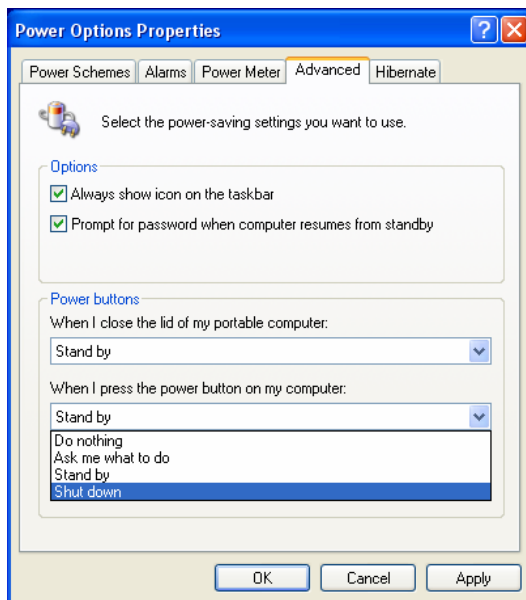 Power Options Properties
Power Schemes Alarms Power Meter Advanced Hibernate
Select the power-saving settings you want to use.
Options
Always show icon on the taskbar
Prompt for password when computer resumes from standby
Power buttons
When I close the lid of my portable computer:
Stand by
When I press the power button on my computer:
Stand by
Do nothing
Ask me what to do
Stand by
Shut down
OK Cancel Apply